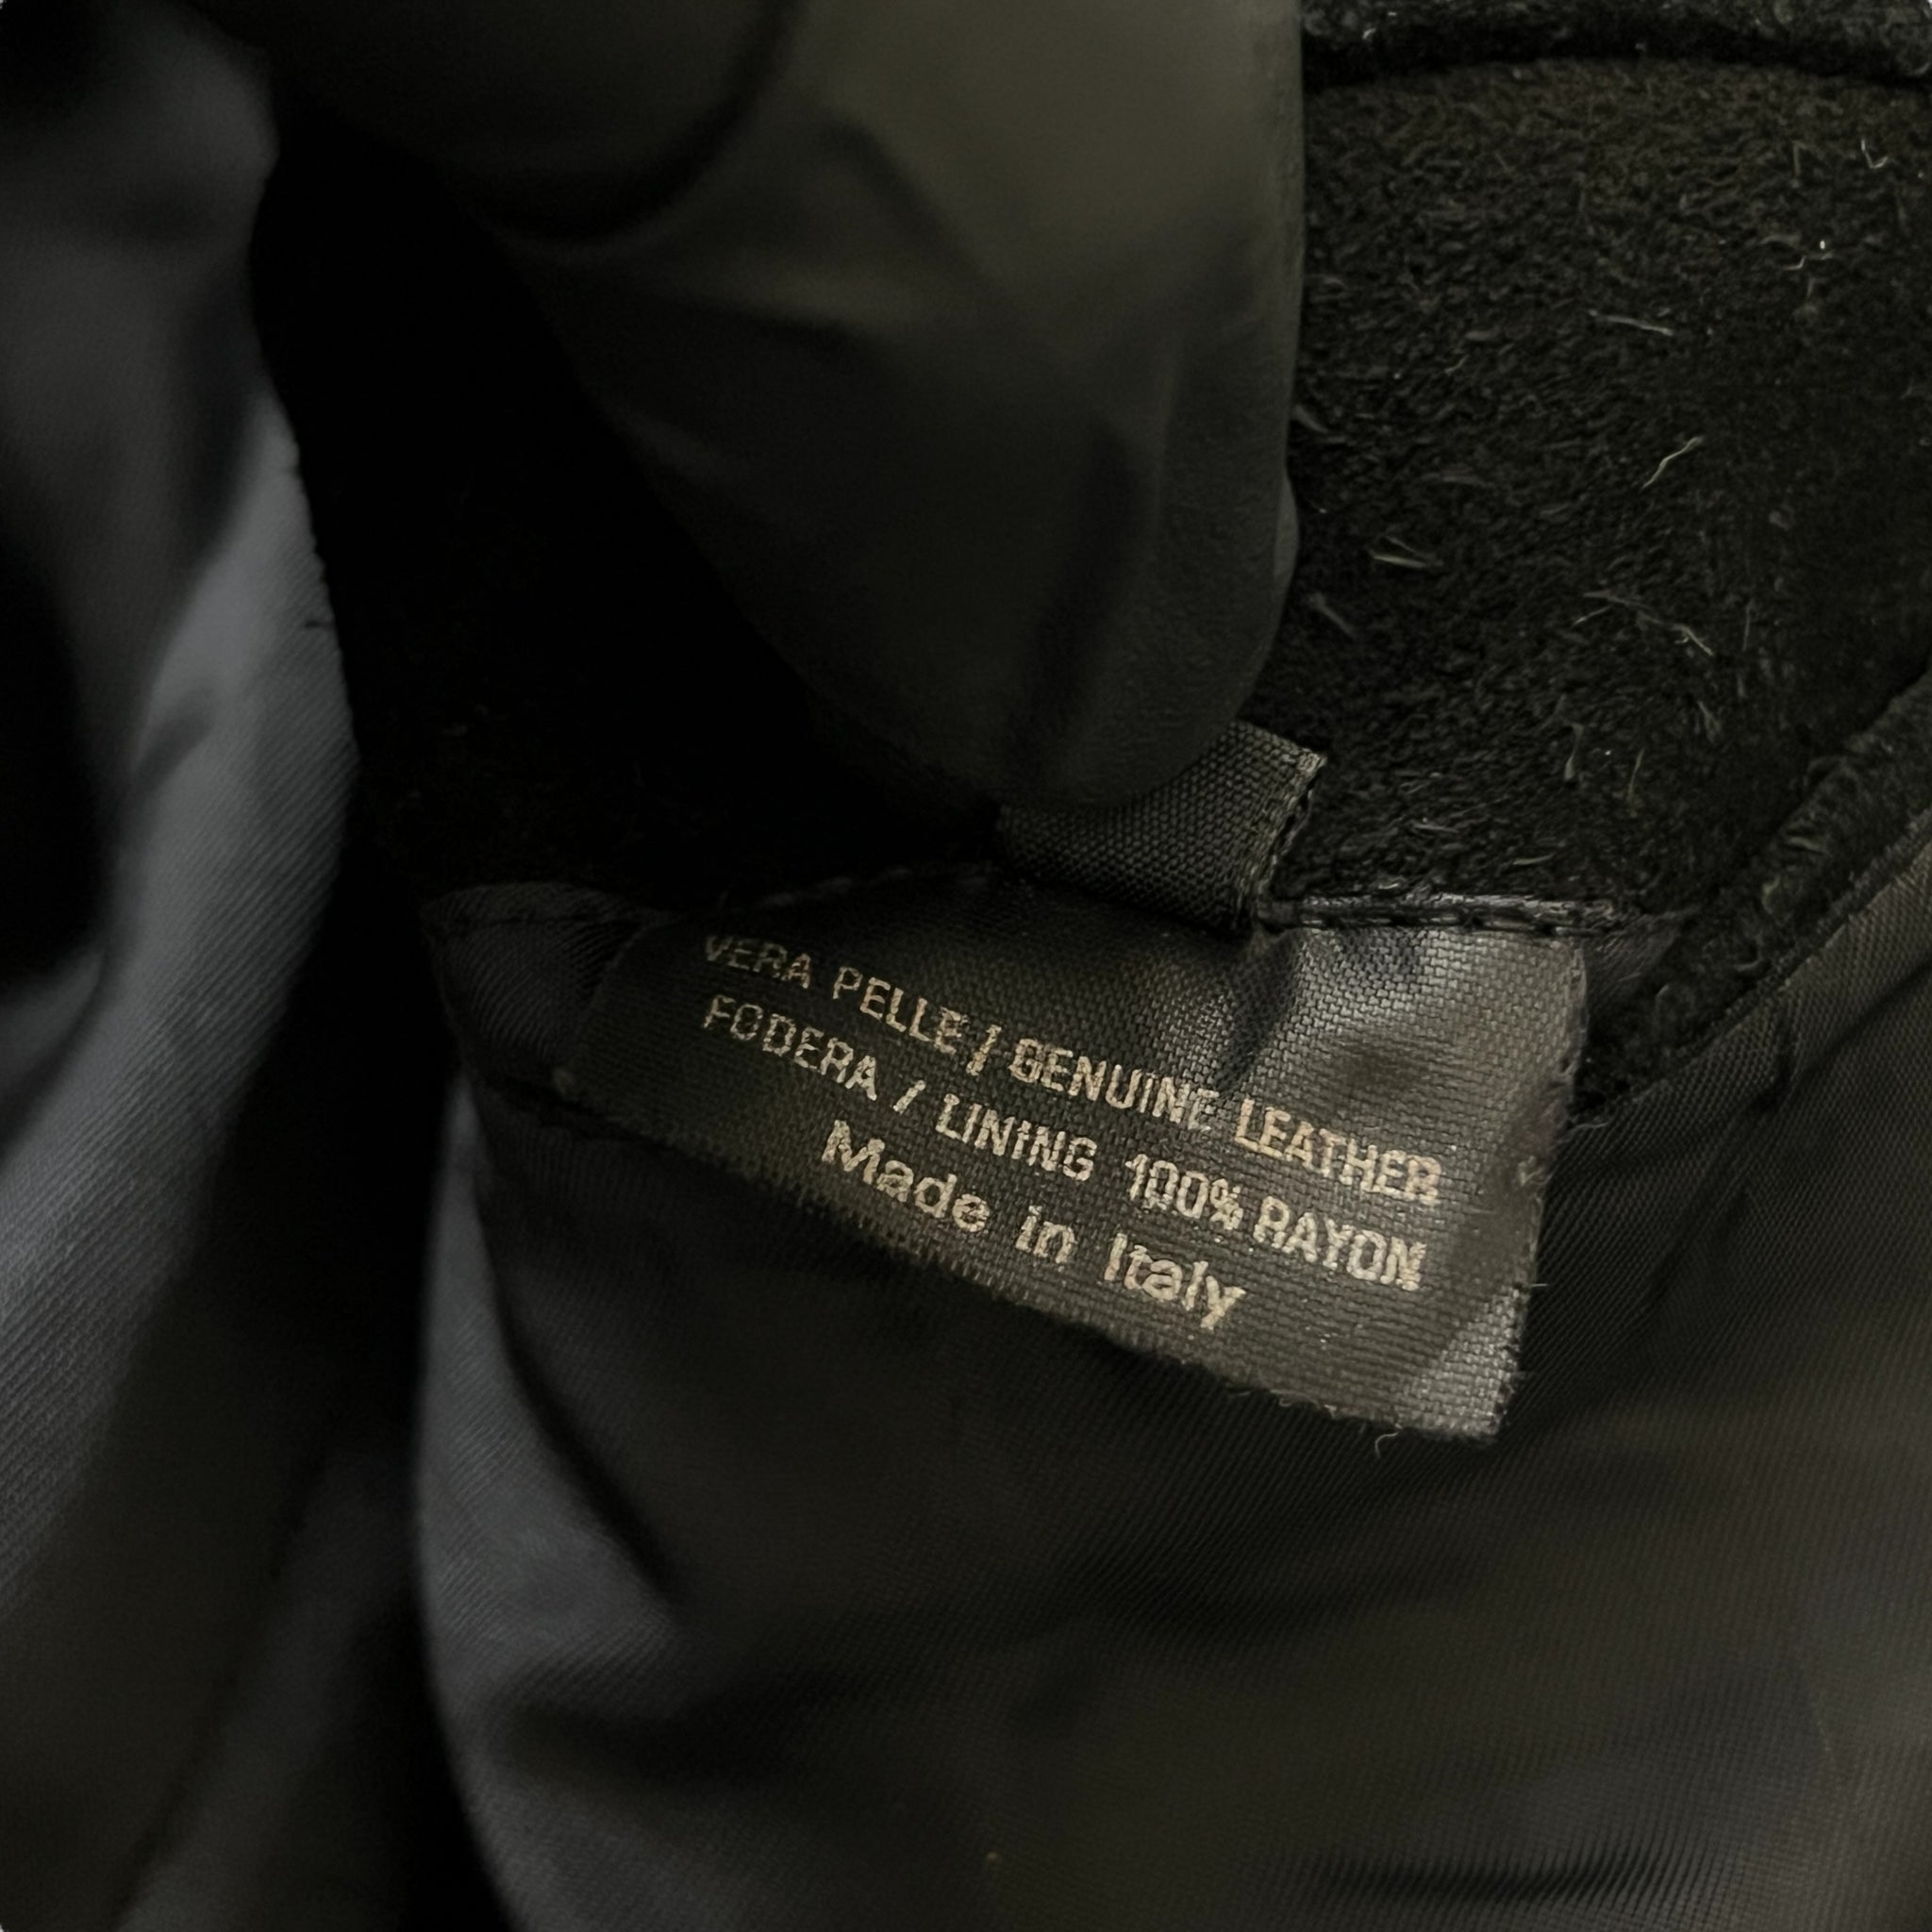 VERA PELLE / GENUINE LEATHER
FODERA / LINING 100% RAYON
Made in Italy